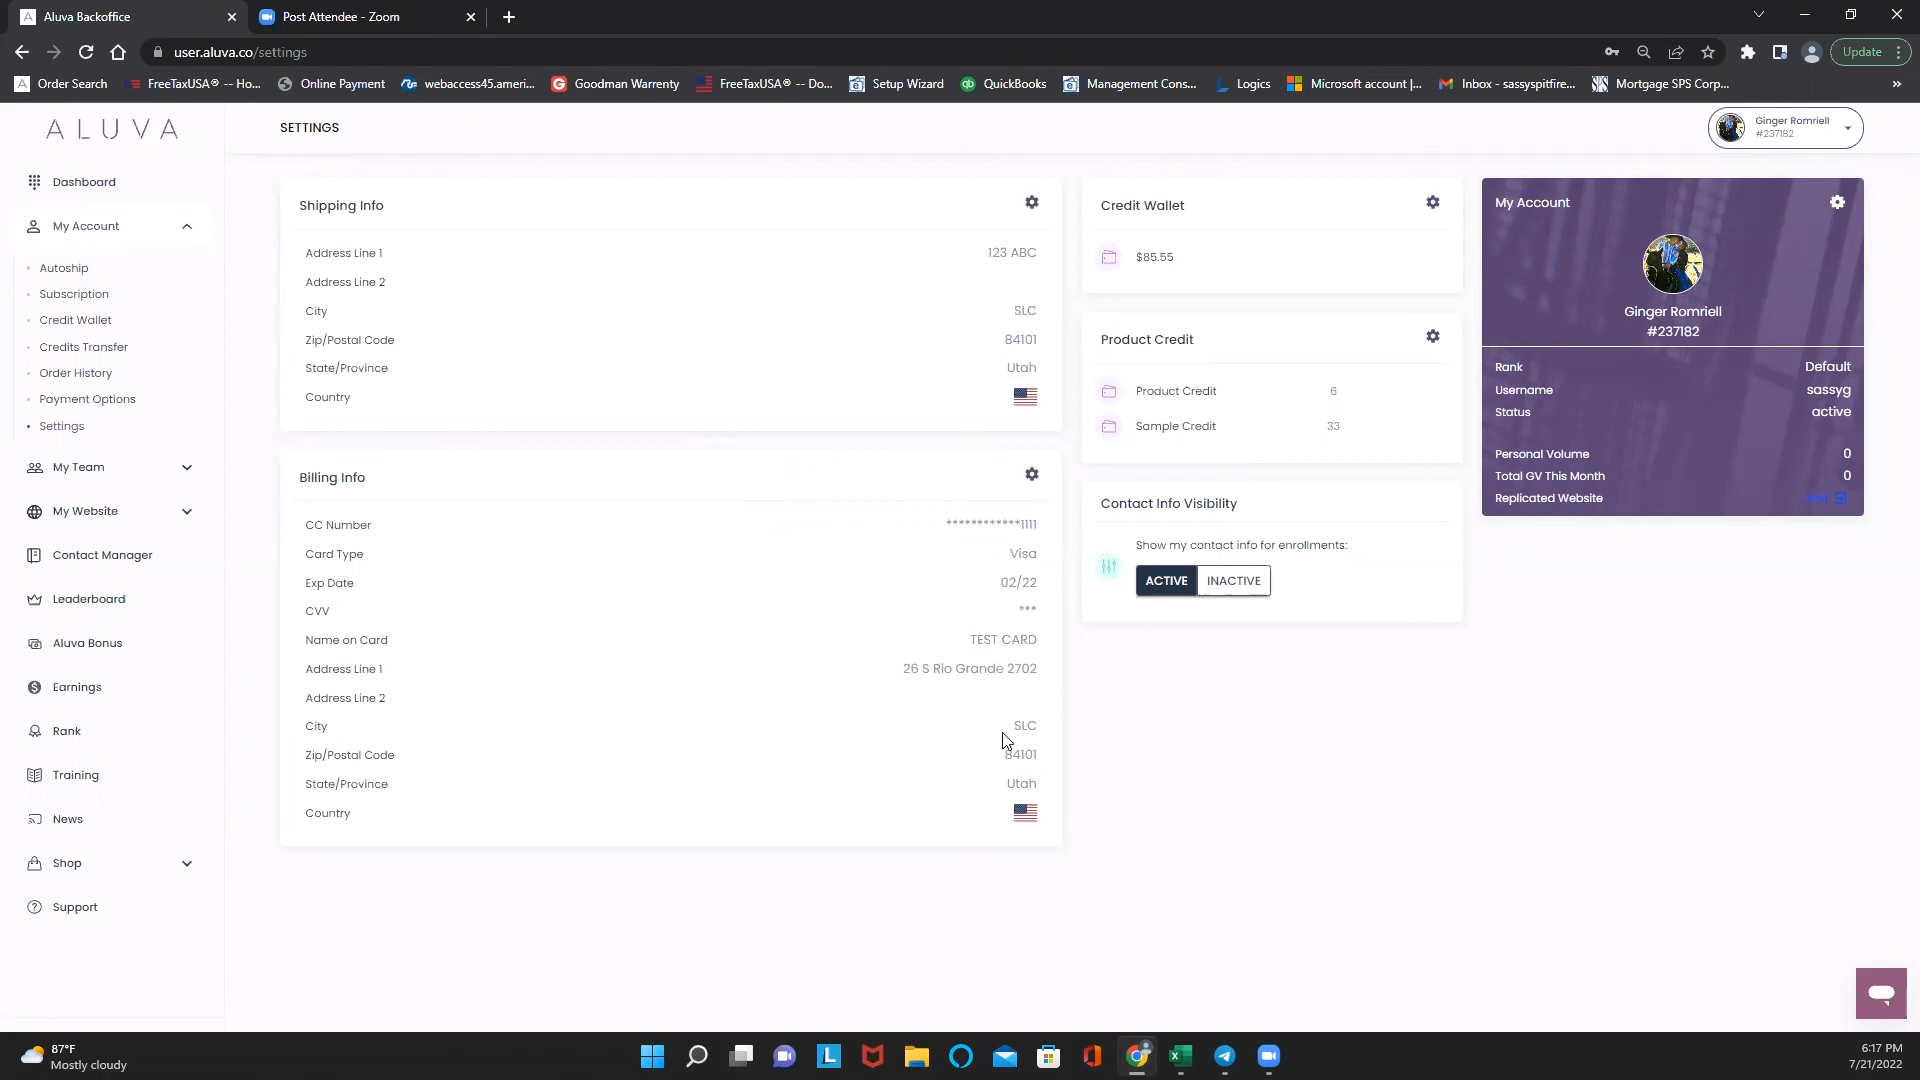 Aluva Backoffice
Post Attendee - Zoom
user.aluva.co/settings
Update
Order Search
FreeTaxUSA® -- Ho...
Online Payment
webaccess45.ameri...
Goodman Warrenty
FreeTaxUSA® -- Do...
Setup Wizard
QuickBooks
Management Cons...
Logics
Microsoft account |...
Inbox - sassyspitfire...
Mortgage SPS Corp...
ALUVA
SETTINGS
Ginger Romriell
#237182
Dashboard
My Account
Autoship
Subscription
Credit Wallet
Credits Transfer
Order History
Payment Options
Settings
My Team
My Website
Contact Manager
Leaderboard
Aluva Bonus
Earnings
Rank
Training
News
Shop
Support
Shipping Info
Address Line 1 123 ABC
Address Line 2
City SLC
Zip/Postal Code 84101
State/Province Utah
Country
Billing Info
CC Number ************1111
Card Type Visa
Exp Date 02/22
CVV ***
Name on Card TEST CARD
Address Line 1 26 S Rio Grande 2702
Address Line 2
City SLC
Zip/Postal Code 84101
State/Province Utah
Country
Credit Wallet
$85.55
Product Credit
Product Credit 6
Sample Credit 33
Contact Info Visibility
Show my contact info for enrollments:
ACTIVE INACTIVE
My Account
Ginger Romriell
#237182
Rank Default
Username sassyg
Status active
Personal Volume 0
Total GV This Month 0
Replicated Website
87°F
Mostly cloudy
6:17 PM
7/21/2022